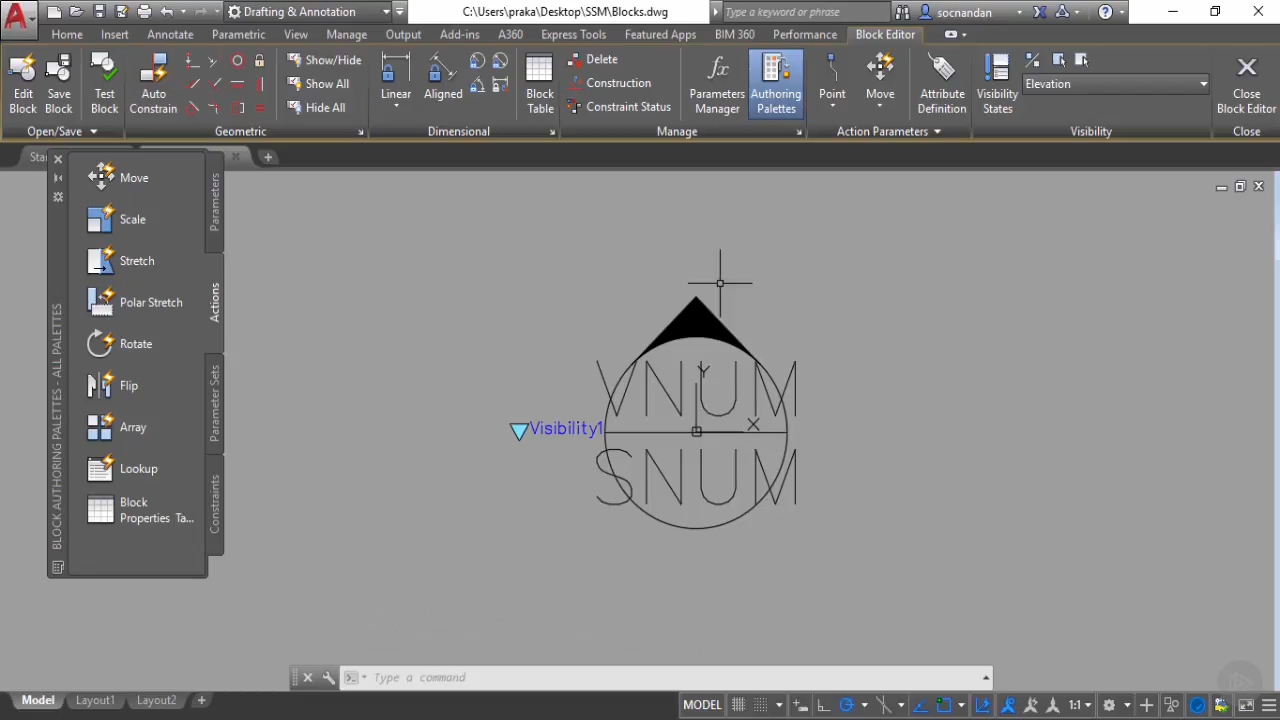 Drafting & Annotation
C:\Users\praka\Desktop\SSM\Blocks.dwg
Type a keyword or phrase
socnandan
Home Insert Annotate Parametric View Manage Output Add-ins A360 Express Tools Featured Apps BIM 360 Performance Block Editor
Edit Block
Save Block
Test Block
Auto Constrain
Show/Hide
Show All
Hide All
Linear
Aligned
Block Table
Delete
Construction
Constraint Status
Parameters Manager
Authoring Palettes
Point
Move
Attribute Definition
Visibility States
Elevation
Close Block Editor
Open/Save Geometric Dimensional Manage Action Parameters Visibility Close
Sta
Move
Scale
Stretch
Polar Stretch
Rotate
Flip
Array
Lookup
Block
Properties Ta...
Parameters
Actions
Parameter Sets
Constraints
BLOCK AUTHORING PALETTES - ALL PALETTES
VNUM
Y
Visibility1
X
SNUM
Type a command
Model Layout1 Layout2
MODEL
1:1